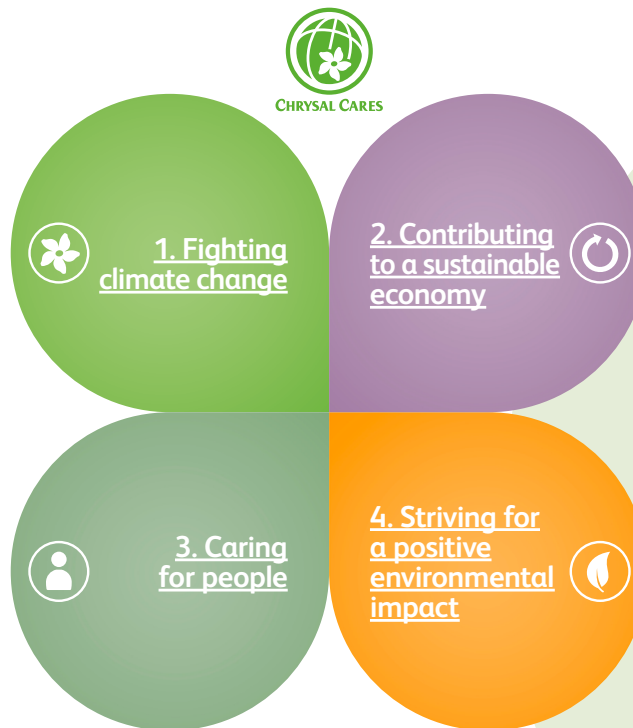 CHRYSAL CARES
1. Fighting
climate change
2. Contributing
to a sustainable
economy
3. Caring
for people
4. Striving for
a positive
environmental
impact